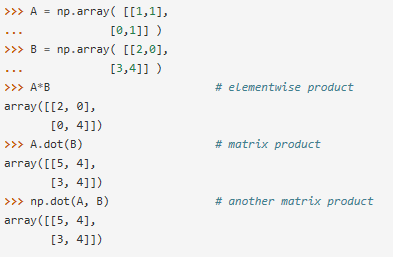 >>> A = np.array( [[1,1],
...             [0,1]] )
>>> B = np.array( [[2,0],
...             [3,4]] )
>>> A*B                         # elementwise product
array([[2, 0],
       [0, 4]])
>>> A.dot(B)                    # matrix product
array([[5, 4],
       [3, 4]])
>>> np.dot(A, B)                # another matrix product
array([[5, 4],
       [3, 4]])